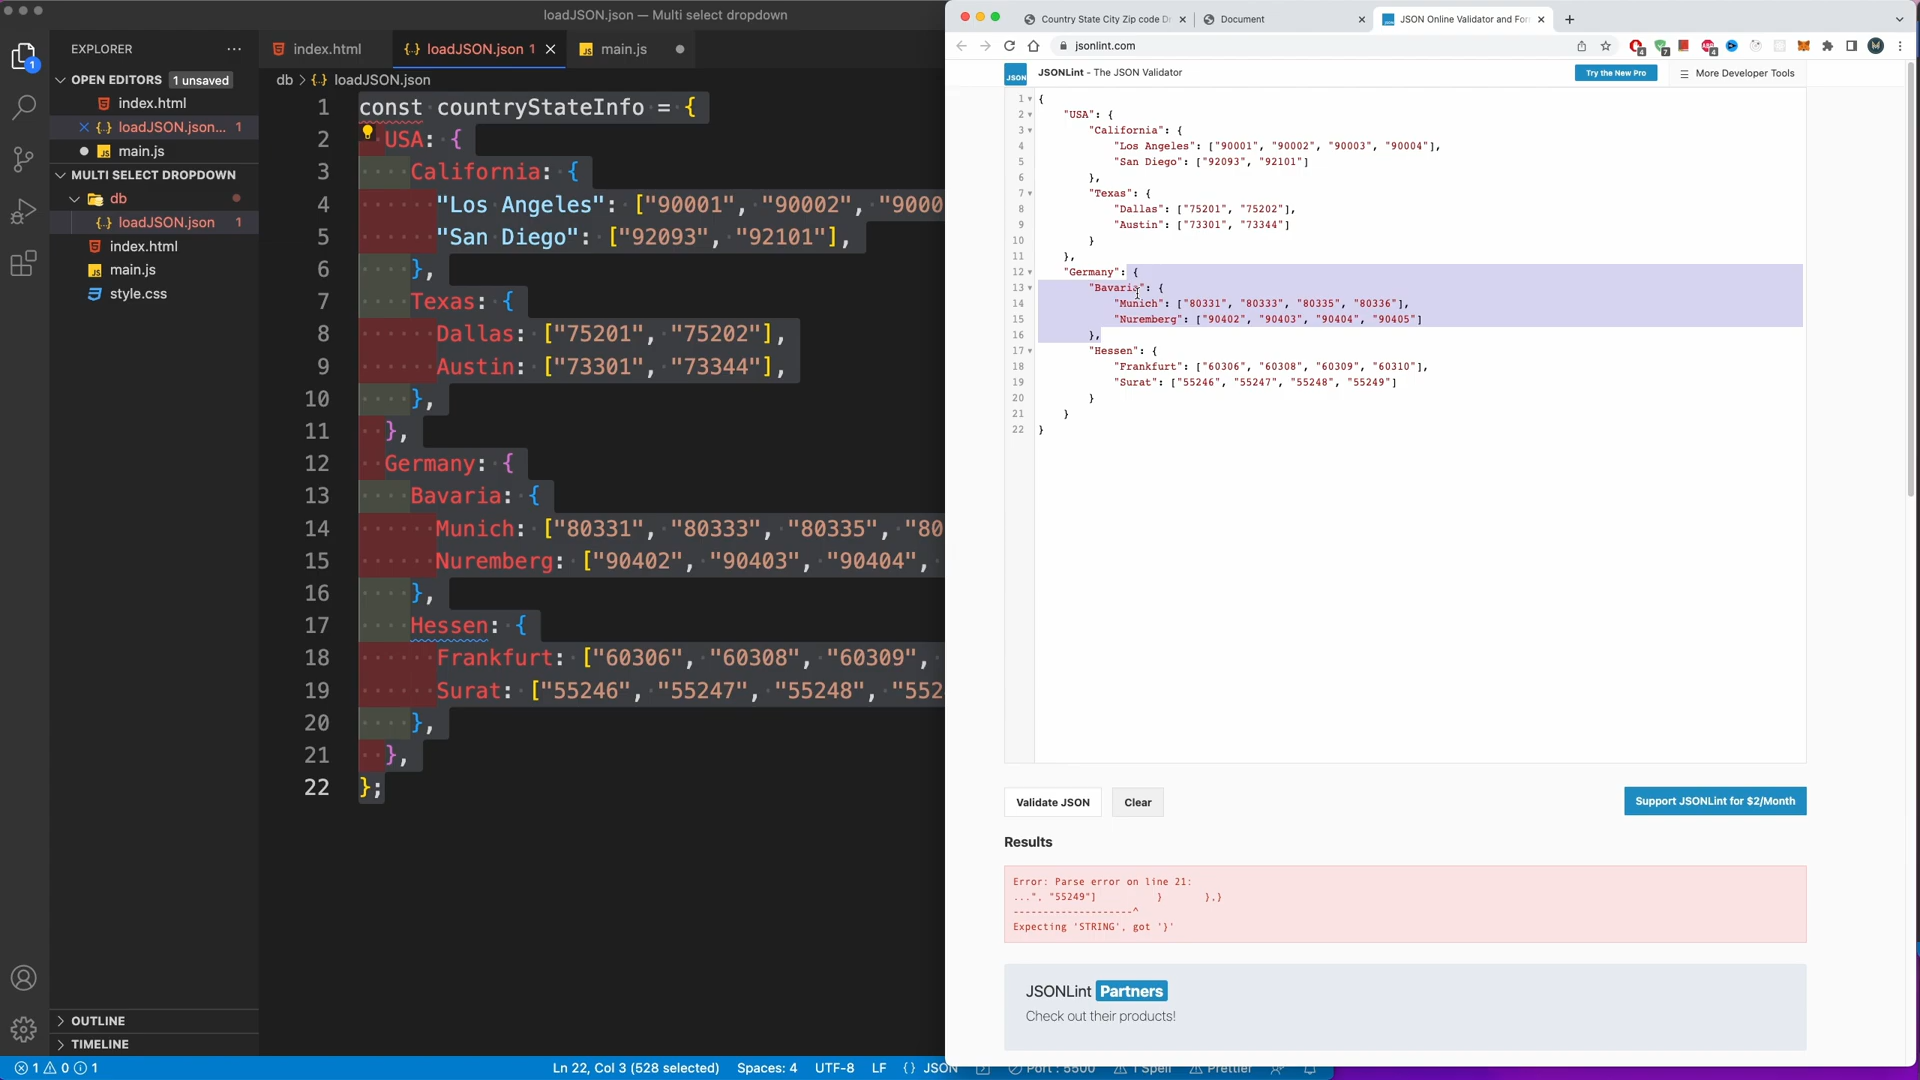 loadJSON.json — Multi select dropdown
EXPLORER
OPEN EDITORS 1 unsaved
index.html
loadJSON.json... 1
main.js
MULTI SELECT DROPDOWN
db
loadJSON.json 1
index.html
main.js
style.css
OUTLINE
TIMELINE
index.html
loadJSON.json 1
main.js
db > loadJSON.json
1 const countryStateInfo = {
2 USA: {
3 California: {
4 "Los Angeles": ["90001", "90002", "9000
5 "San Diego": ["92093", "92101"],
6 },
7 Texas: {
8 Dallas: ["75201", "75202"],
9 Austin: ["73301", "73344"],
10 },
11 },
12 Germany: {
13 Bavaria: {
14 Munich: ["80331", "80333", "80335", "80
15 Nuremberg: ["90402", "90403", "90404",
16 },
17 Hessen: {
18 Frankfurt: ["60306", "60308", "60309",
19 Surat: ["55246", "55247", "55248", "552
20 },
21 },
22 };
1 0 1
Ln 22, Col 3 (528 selected) Spaces: 4 UTF-8 LF {} JSON Port : 5500 1 Spell Prettier
Country State City Zip code D
Document
JSON Online Validator and For
jsonlint.com
JSON
JSONLint - The JSON Validator
Try the New Pro
More Developer Tools
1 {
2 "USA": {
3 "California": {
4 "Los Angeles": ["90001", "90002", "90003", "90004"],
5 "San Diego": ["92093", "92101"]
6 },
7 "Texas": {
8 "Dallas": ["75201", "75202"],
9 "Austin": ["73301", "73344"]
10 }
11 },
12 "Germany": {
13 "Bavaria": {
14 "Munich": ["80331", "80333", "80335", "80336"],
15 "Nuremberg": ["90402", "90403", "90404", "90405"]
16 },
17 "Hessen": {
18 "Frankfurt": ["60306", "60308", "60309", "60310"],
19 "Surat": ["55246", "55247", "55248", "55249"]
20 }
21 }
22 }
Validate JSON
Clear
Support JSONLint for $2/Month
Results
Error: Parse error on line 21:
...", "55249"] } },}
--------------------^
Expecting 'STRING', got '}'
JSONLint Partners
Check out their products!